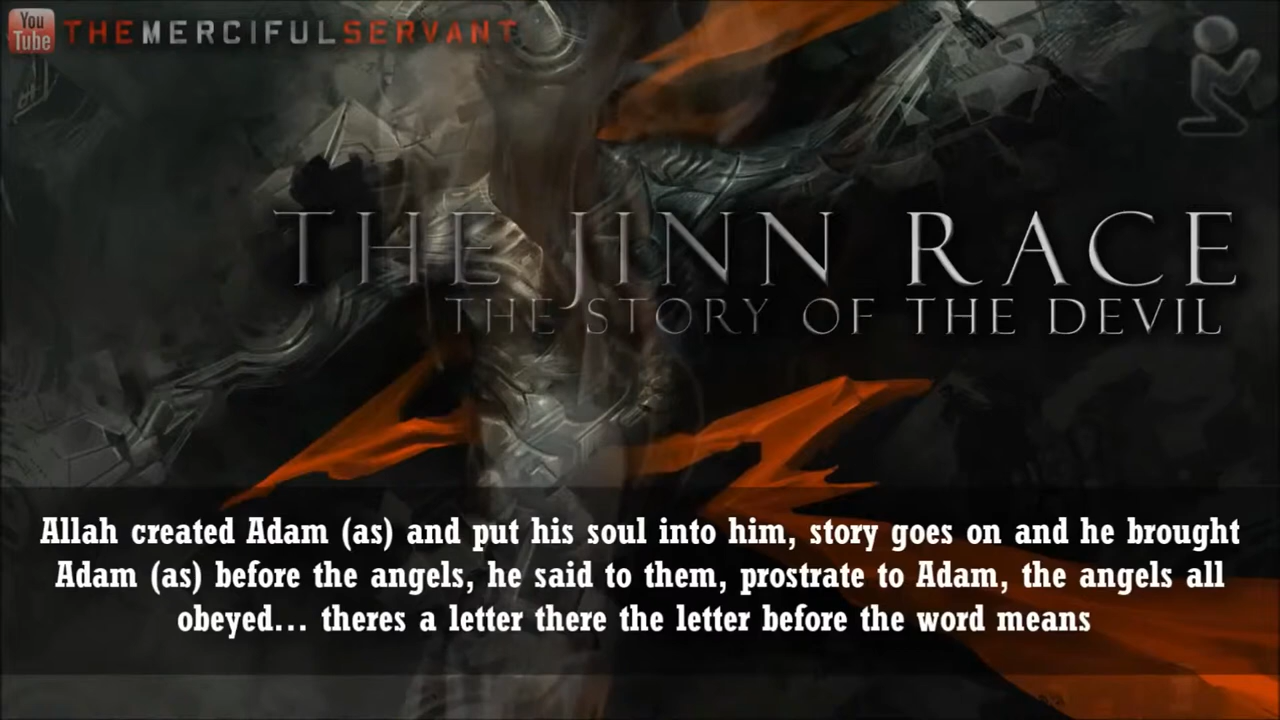 You
Tube
THEMERCIFULSERVANT
THE JINN RACE
THE STORY OF THE DEVIL
Allah created Adam (as) and put his soul into him, story goes on and he brought
Adam (as) before the angels, he said to them, prostrate to Adam, the angels all
obeyed... theres a letter there the letter before the word means